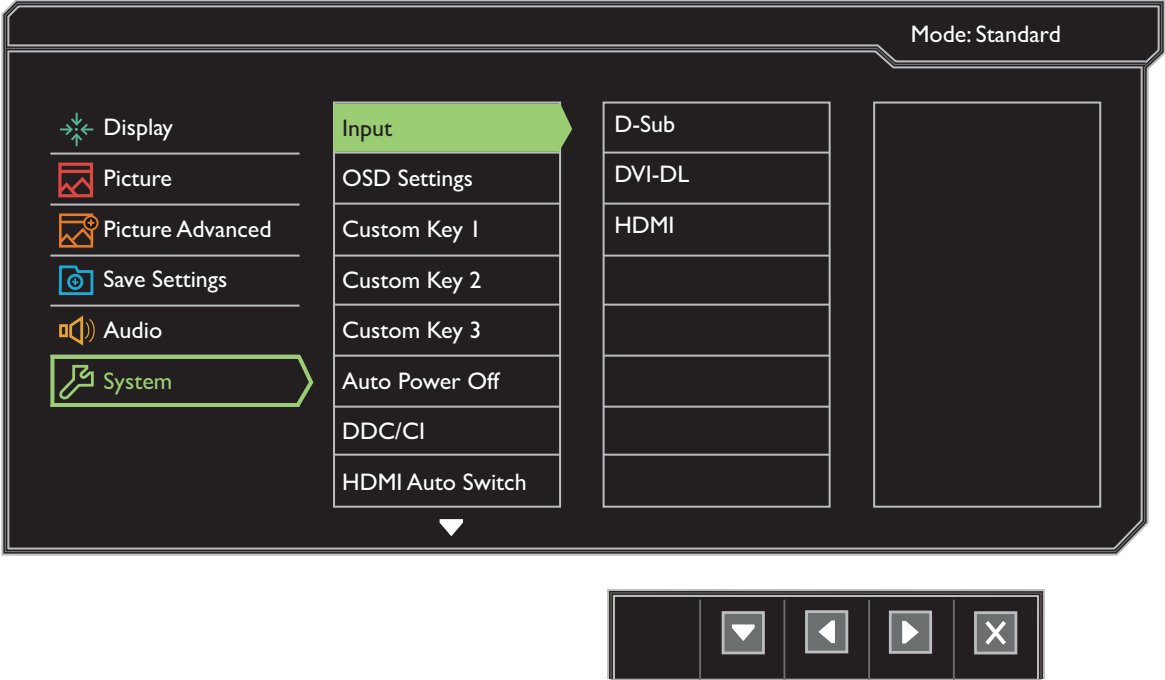 Mode: Standard
Display
Picture
Picture Advanced
Save Settings
Audio
System
Input
OSD Settings
Custom Key 1
Custom Key 2
Custom Key 3
Auto Power Off
DDC/CI
HDMI Auto Switch
D-Sub
DVI-DL
HDMI